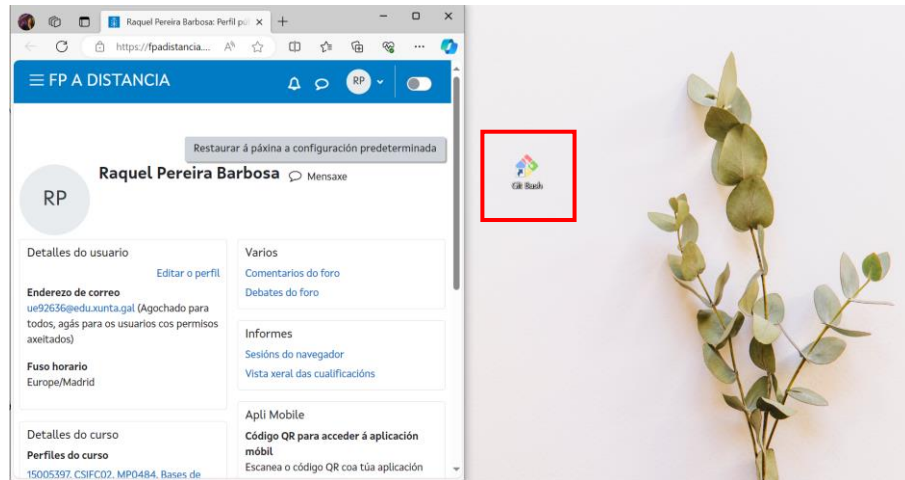 Raquel Pereira Barbosa: Perfil pú
https://fpadistancia....
FP A DISTANCIA
RP
Restaurar á páxina a configuración predeterminada
RP
Raquel Pereira Barbosa
Mensaxe
Detalles do usuario
Editar o perfil
Enderezo de correo
ue92636@edu.xunta.gal (Agochado para
todos, agás para os usuarios cos permisos
axeitados)
Fuso horario
Europe/Madrid
Detalles do curso
Perfiles do curso
15005397, CSIFC02, MP0484, Bases de
Varios
Comentarios do foro
Debates do foro
Informes
Sesións do navegador
Vista xeral das cualificacións
Apli Mobile
Código QR para acceder á aplicación
móbil
Escanea o código QR coa túa aplicación
Git Bash